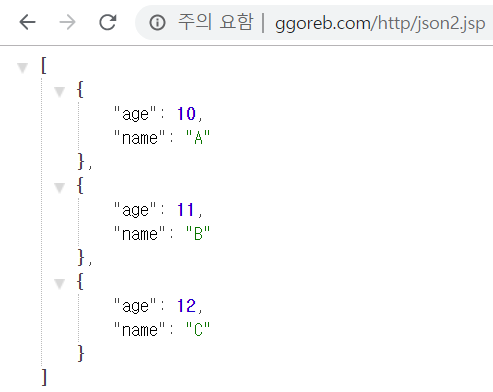 주의 요함 | ggoreb.com/http/json2.jsp
[
{
"age": 10,
"name": "A"
},
{
"age": 11,
"name": "B"
},
{
"age": 12,
"name": "C"
}
]